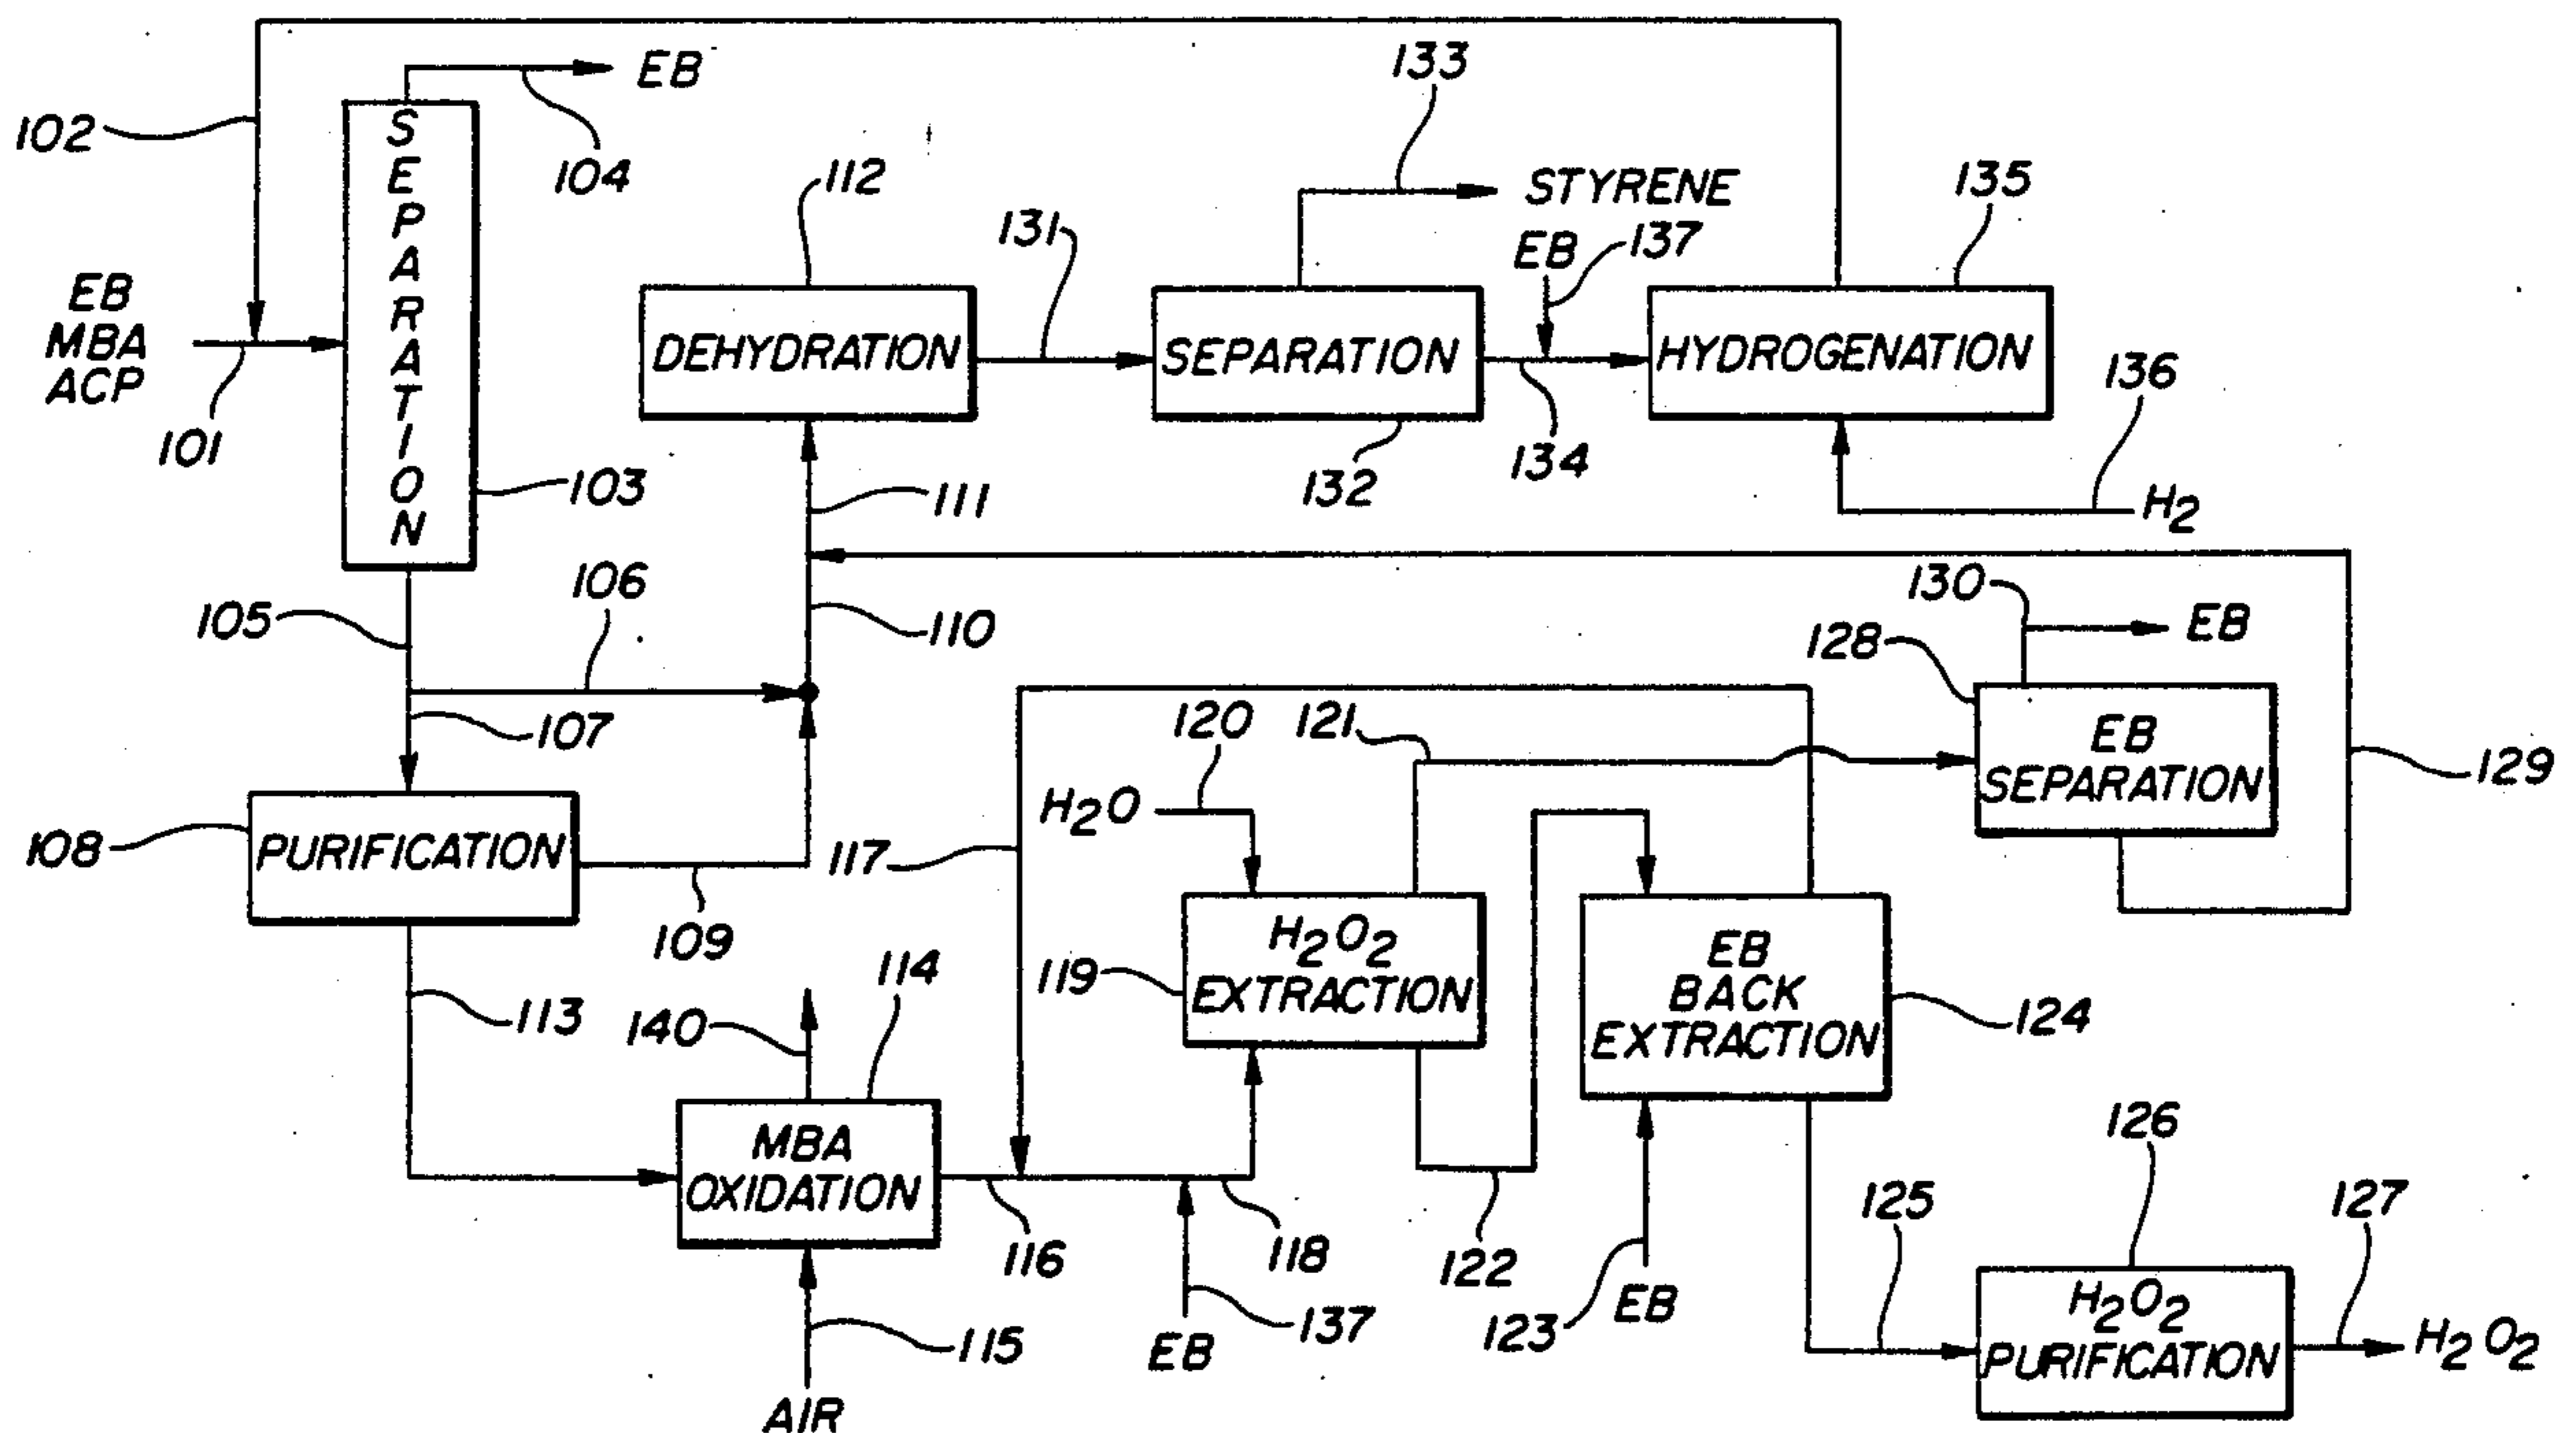 133
EB
102
104
SEPARATION
112
STYRENE
135
131
EB
137
EB
MBA
ACP
DEHYDRATION
SEPARATION
HYDROGENATION
136
101
134
103
132
111
H2
106
130
105
110
EB
128
107
120
121
EB
SEPARATION
129
H2O
108
PURIFICATION
117
109
H2O2
EXTRACTION
119
EB
BACK
EXTRACTION
114
113
140
124
MBA
OXIDATION
126
125
127
116
118
122
H2O2
PURIFICATION
H2O2
123
EB
137
EB
115
AIR